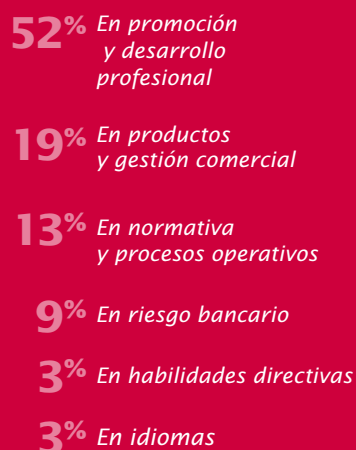 52% En promoción
y desarrollo
profesional
19% En productos
y gestión comercial
13% En normativa
y procesos operativos
9% En riesgo bancario
3% En habilidades directivas
3% En idiomas